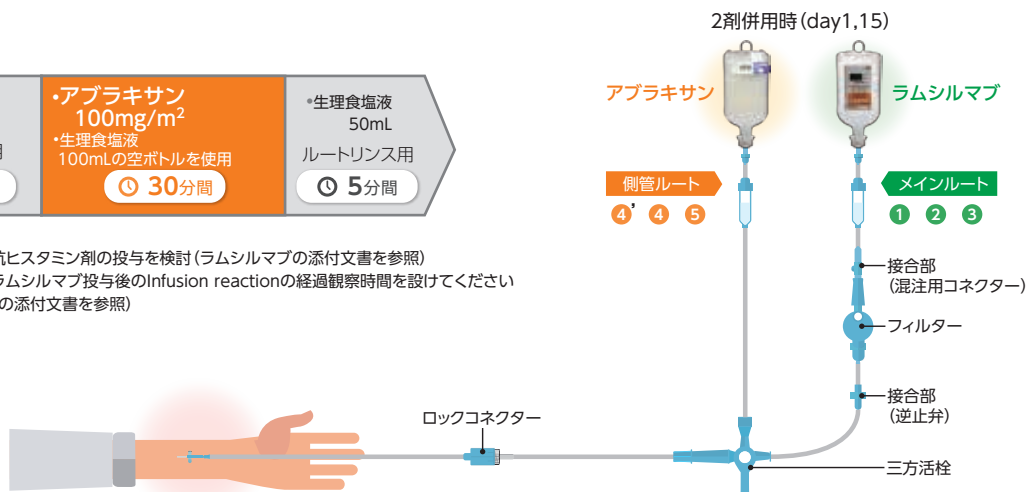 2剤併用時(day1,15)
アブラキサン
ラムシルマブ
•アブラキサン
100mg/m²
•生理食塩液
100mLの空ボトルを使用
30分間
•生理食塩液
50mL
ルートリンス用
5分間
側管ルート
④’ ④ ⑤
メインルート
① ② ③
抗ヒスタミン剤の投与を検討(ラムシルマブの添付文書を参照)
ラムシルマブ投与後のInfusion reactionの経過観察時間を設けてください
の添付文書を参照)
接合部
(混注用コネクター)
フィルター
接合部
(逆止弁)
ロックコネクター
三方活栓